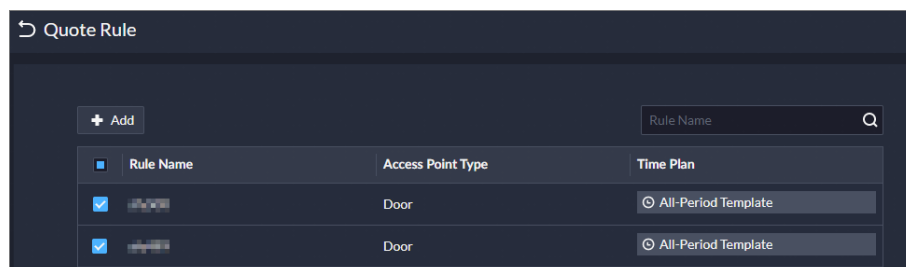 Quote Rule
Add
Rule Name
Rule Name Access Point Type Time Plan
Door All-Period Template
Door All-Period Template